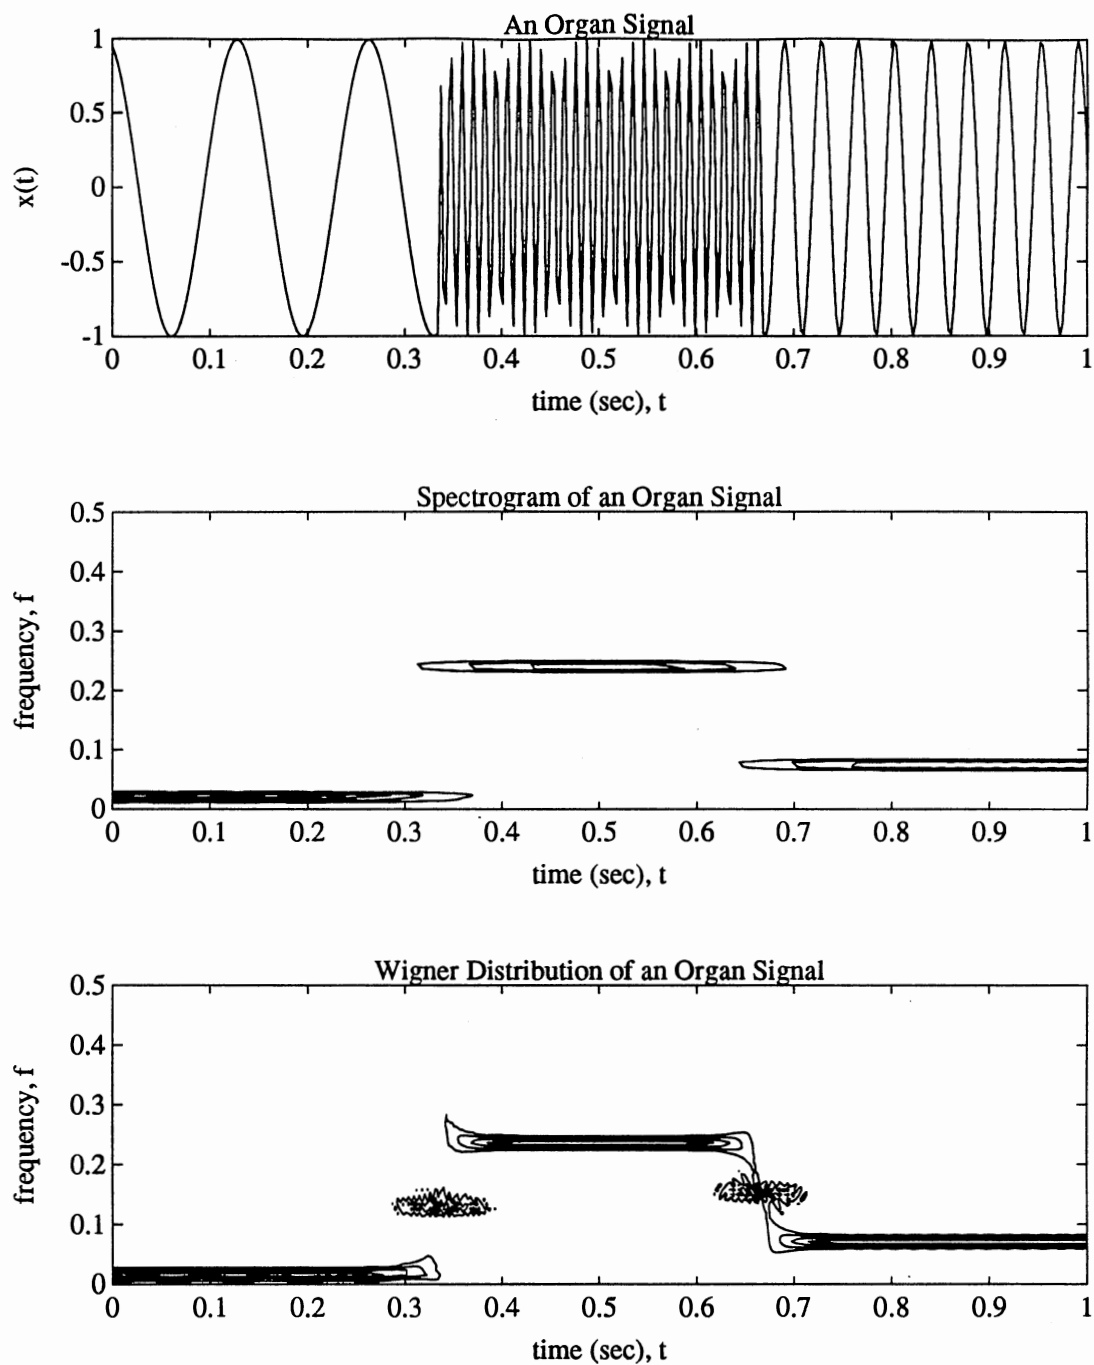 An Organ Signal
1
0.5
0
-0.5
-1
x(t)
0 0.1 0.2 0.3 0.4 0.5 0.6 0.7 0.8 0.9 1
time (sec), t
Spectrogram of an Organ Signal
0.5
0.4
0.3
0.2
0.1
0
frequency, f
0 0.1 0.2 0.3 0.4 0.5 0.6 0.7 0.8 0.9 1
time (sec), t
Wigner Distribution of an Organ Signal
0.5
0.4
0.3
0.2
0.1
0
frequency, f
0 0.1 0.2 0.3 0.4 0.5 0.6 0.7 0.8 0.9 1
time (sec), t